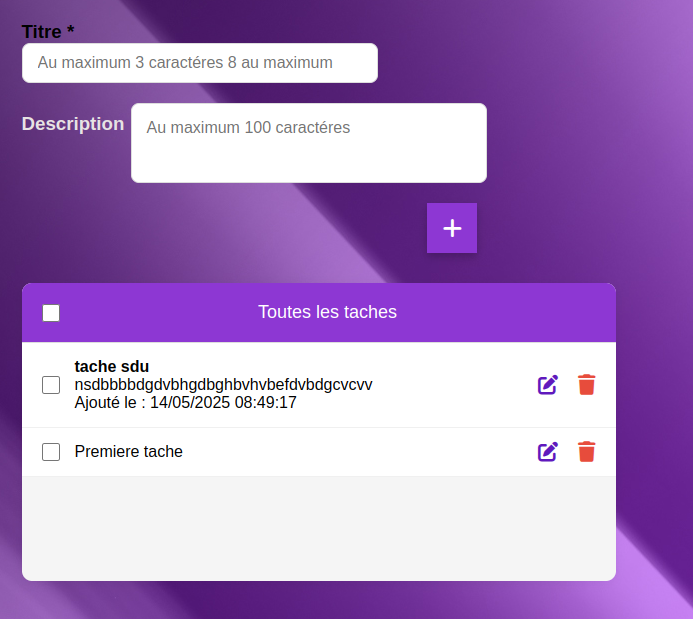 Titre *
Au maximum 3 caractéres 8 au maximum
Description
Au maximum 100 caractéres
+
Toutes les taches
tache sdu
nsdbbbbdgdvbhgdbghbvhvbefdvbdgcvcvv
Ajouté le : 14/05/2025 08:49:17
Premiere tache